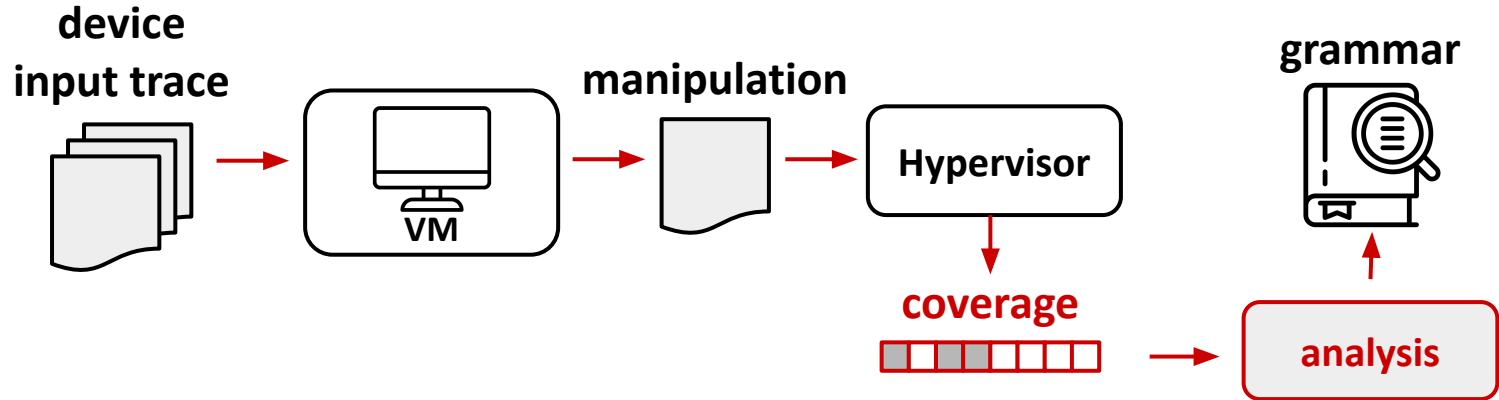 device
input trace
VM
manipulation
Hypervisor
coverage
analysis
grammar